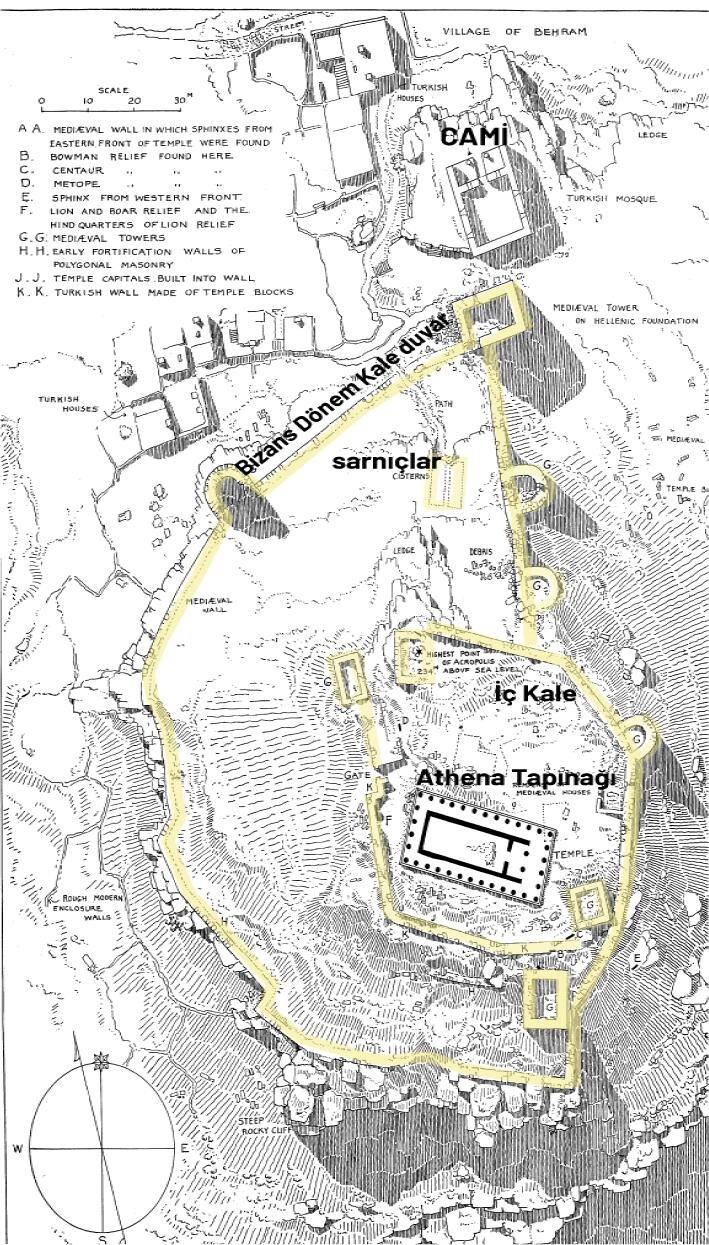 STREET
VILLAGE OF BEHRAM
SCALE
0 10 20 30 M
TURKISH
HOUSES
CAMİ
LEDGE
A A. MEDIÆVAL WALL IN WHICH SPHINXES FROM
EASTERN FRONT OF TEMPLE WERE FOUND
B. BOWMAN RELIEF FOUND HERE
C. CENTAUR " " "
D. METOPE " " "
E. SPHINX FROM WESTERN FRONT
F. LION AND BOAR RELIEF AND THE
HIND QUARTERS OF LION RELIEF
G.G. MEDIÆVAL TOWERS
H.H. EARLY FORTIFICATION WALLS OF
POLYGONAL MASONRY
J.J. TEMPLE CAPITALS BUILT INTO WALL
K.K. TURKISH WALL MADE OF TEMPLE BLOCKS
TURKISH MOSQUE
MEDIÆVAL TOWER
ON HELLENIC FOUNDATION
Bizans Dönem Kale duvar
TURKISH
HOUSES
PATH
MEDIÆVAL
sarnıçlar
CISTERNS
G
TEMPLE
LEDGE
DEBRIS
G
MEDIÆVAL
WALL
HIGHEST POINT
OF ACROPOLIS
234 M ABOVE SEA LEVEL
G
İç Kale
D
G
GATE
K
Athena Tapınağı
MEDIÆVAL HOUSES
F
TEMPLE
ROUGH MODERN
ENCLOSURE
WALLS
G
H
K
B
E
H
G
STEEP
ROCKY CLIFF
W
E
S